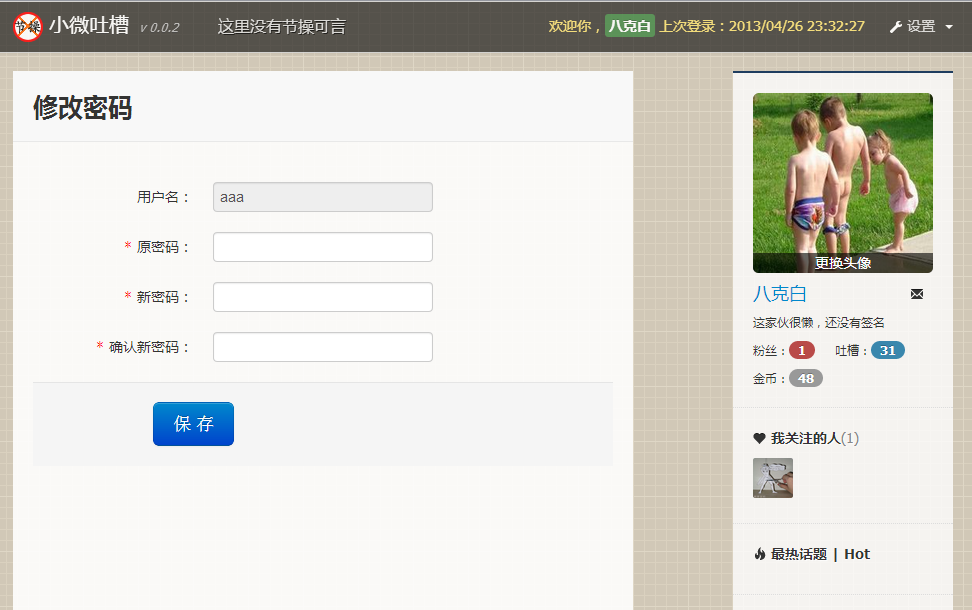 节操 小微吐槽 v 0.0.2 这里没有节操可言 欢迎你，八克白 上次登录：2013/04/26 23:32:27 设置
修改密码
用户名： aaa
* 原密码：
* 新密码：
* 确认新密码：
保 存
更换头像
八克白
这家伙很懒，还没有签名
粉丝：1 吐槽：31
金币：48
我关注的人(1)
最热话题 | Hot